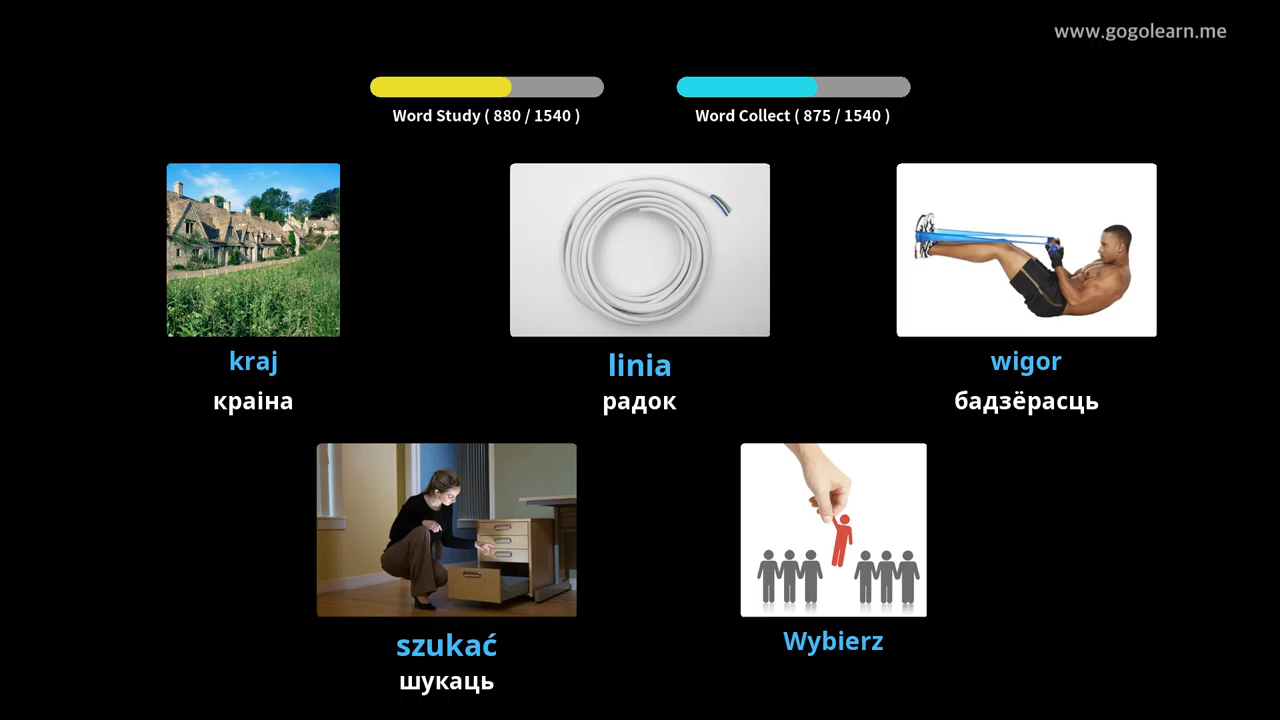 www.gogolearn.me
Word Study ( 880 / 1540 )
Word Collect ( 875 / 1540 )
kraj
linia
wigor
краіна
радок
бадзёрасць
szukać
Wybierz
шукаць